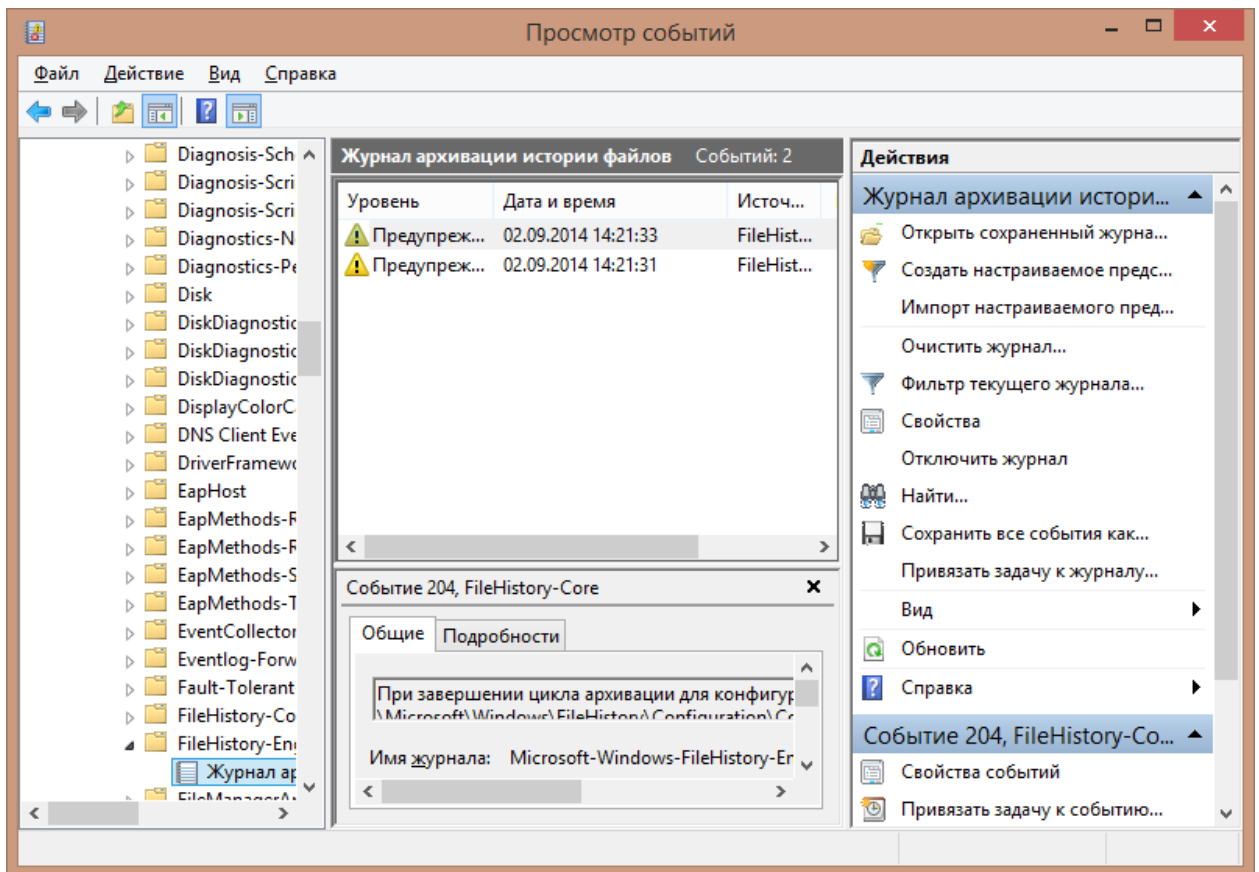 Просмотр событий
Файл Действие Вид Справка
Diagnosis-Sch
Diagnosis-Scri
Diagnosis-Scri
Diagnostics-N
Diagnostics-Pe
Disk
DiskDiagnostic
DiskDiagnostic
DiskDiagnostic
DisplayColorC
DNS Client Eve
DriverFramewo
EapHost
EapMethods-R
EapMethods-R
EapMethods-S
EapMethods-T
EventCollector
Eventlog-Forw
Fault-Tolerant
FileHistory-Co
FileHistory-Eng
Журнал ар
FileManagerA
Журнал архивации истории файлов Событий: 2
Уровень Дата и время Источ...
Предупреж... 02.09.2014 14:21:33 FileHist...
Предупреж... 02.09.2014 14:21:31 FileHist...
Событие 204, FileHistory-Core
Общие Подробности
При завершении цикла архивации для конфигур
\Microsoft\Windows\FileHistory\Configuration\Co
Имя журнала: Microsoft-Windows-FileHistory-En
Действия
Журнал архивации истори...
Открыть сохраненный журна...
Создать настраиваемое предс...
Импорт настраиваемого пред...
Очистить журнал...
Фильтр текущего журнала...
Свойства
Отключить журнал
Найти...
Сохранить все события как...
Привязать задачу к журналу...
Вид
Обновить
Справка
Событие 204, FileHistory-Co...
Свойства событий
Привязать задачу к событию...